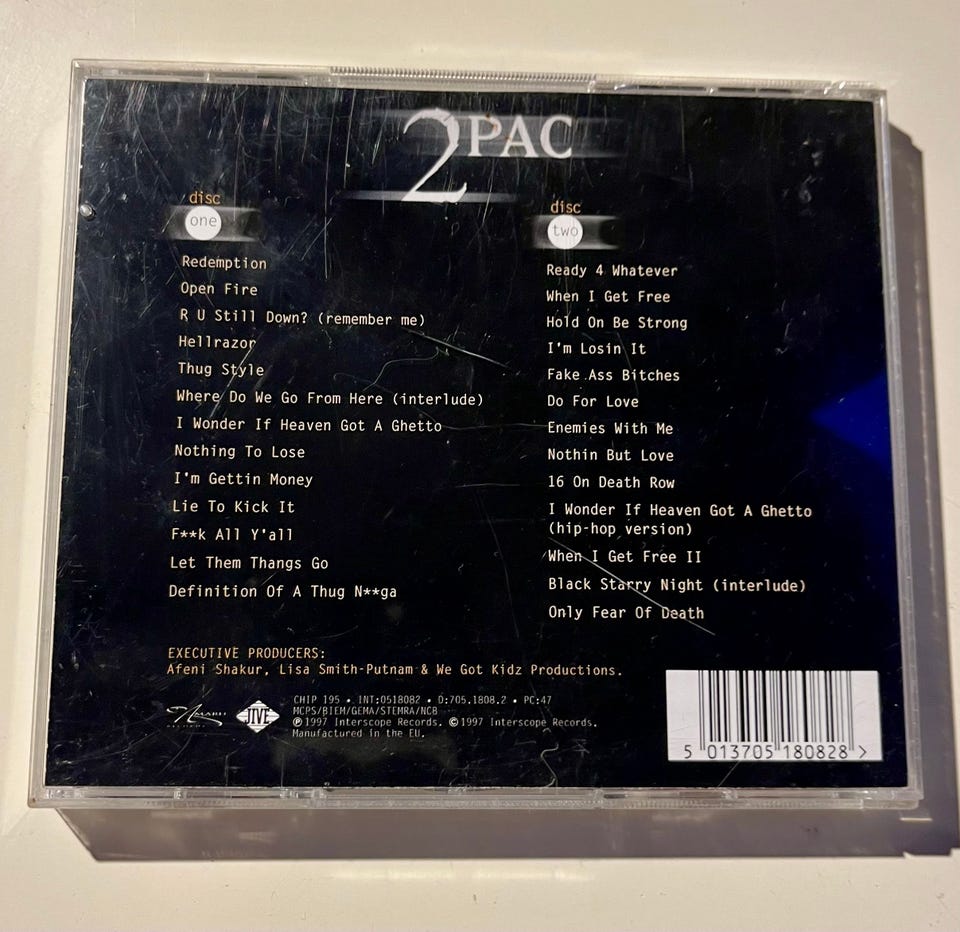 2PAC
disc
one
Redemption
Open Fire
R U Still Down? (remember me)
Hellrazor
Thug Style
Where Do We Go From Here (interlude)
I Wonder If Heaven Got A Ghetto
Nothing To Lose
I'm Gettin Money
Lie To Kick It
F**k All Y'all
Let Them Thangs Go
Definition Of A Thug N**ga
disc
two
Ready 4 Whatever
When I Get Free
Hold On Be Strong
I'm Losin It
Fake Ass Bitches
Do For Love
Enemies With Me
Nothin But Love
16 On Death Row
I Wonder If Heaven Got A Ghetto
(hip-hop version)
When I Get Free II
Black Starry Night (interlude)
Only Fear Of Death
EXECUTIVE PRODUCERS:
Afeni Shakur, Lisa Smith-Putnam & We Got Kidz Productions.
JIVE
CHIP 195 • INT:0518082 • D:705.1808.2 • PC:47
MCPS/BIEM/GEMA/STEMRA/NCB
℗1997 Interscope Records. ©1997 Interscope Records.
Manufactured in the EU.
5 013705 180828 >